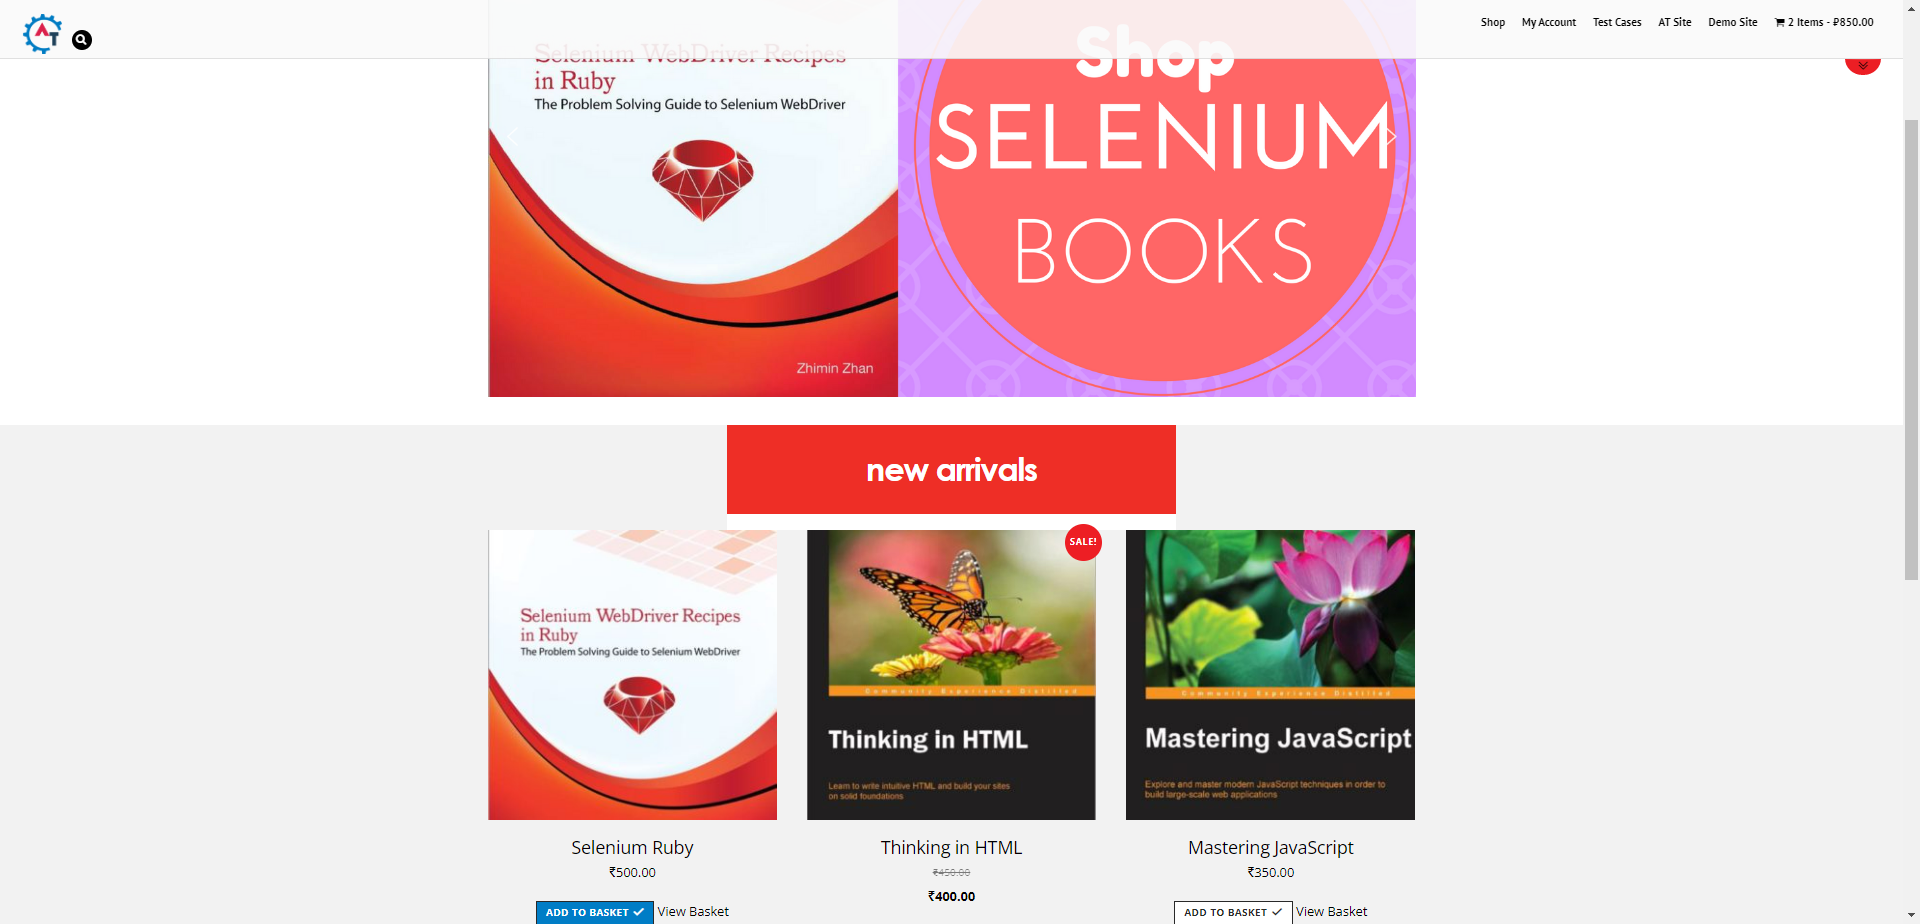 AT
Shop
My Account
Test Cases
AT Site
Demo Site
2 Items - ₽850.00
Selenium WebDriver Recipes
in Ruby
The Problem Solving Guide to Selenium WebDriver
Zhimin Zhan
Shop
SELENIUM
BOOKS
new arrivals
Selenium WebDriver Recipes
in Ruby
The Problem Solving Guide to Selenium WebDriver
SALE!
Community Experience Distilled
Thinking in HTML
Learn to write intuitive HTML and build your sites
on solid foundations
Community Experience Distilled
Mastering JavaScript
Explore and master modern JavaScript techniques in order to
build large-scale web applications
Selenium Ruby
₹500.00
ADD TO BASKET
View Basket
Thinking in HTML
₹450.00
₹400.00
Mastering JavaScript
₹350.00
ADD TO BASKET
View Basket